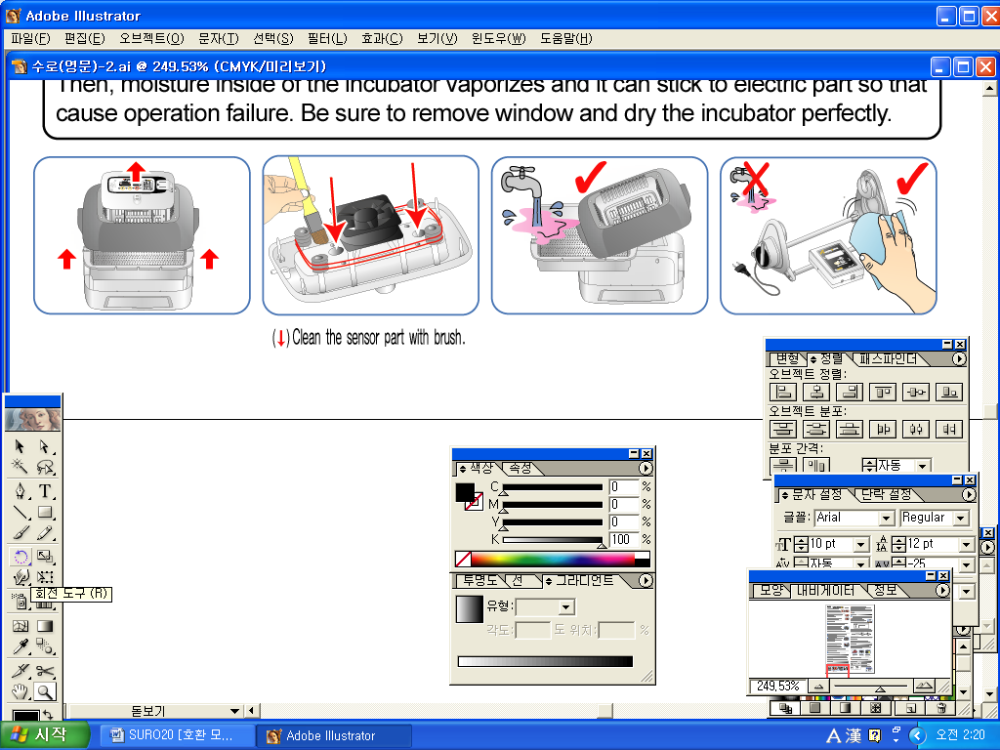 Adobe Illustrator
파일(F) 편집(E) 오브젝트(O) 문자(T) 선택(S) 필터(L) 효과(C) 보기(V) 윈도우(W) 도움말(H)
수로(명문)-2.ai @ 249.53% (CMYK/미리보기)
Then, moisture inside of the incubator vaporizes and it can stick to electric part so that
cause operation failure. Be sure to remove window and dry the incubator perfectly.
(↓) Clean the sensor part with brush.
변형 정렬 패스파인더
오브젝트 정렬:
오브젝트 분포:
분포 간격:
자동
색상 속성
C 0 %
M 0 %
Y 0 %
K 100 %
투명도 선 그라디언트
유형:
각도: 도 위치: %
문자 설정 단락 설정
글꼴: Arial Regular
10 pt 12 pt
자동 -25
모양 내비게이터 정보
249.53%
회전 도구 (R)
돋보기
시작 SURO20 [호환 모... Adobe Illustrator A 漢 오전 2:20